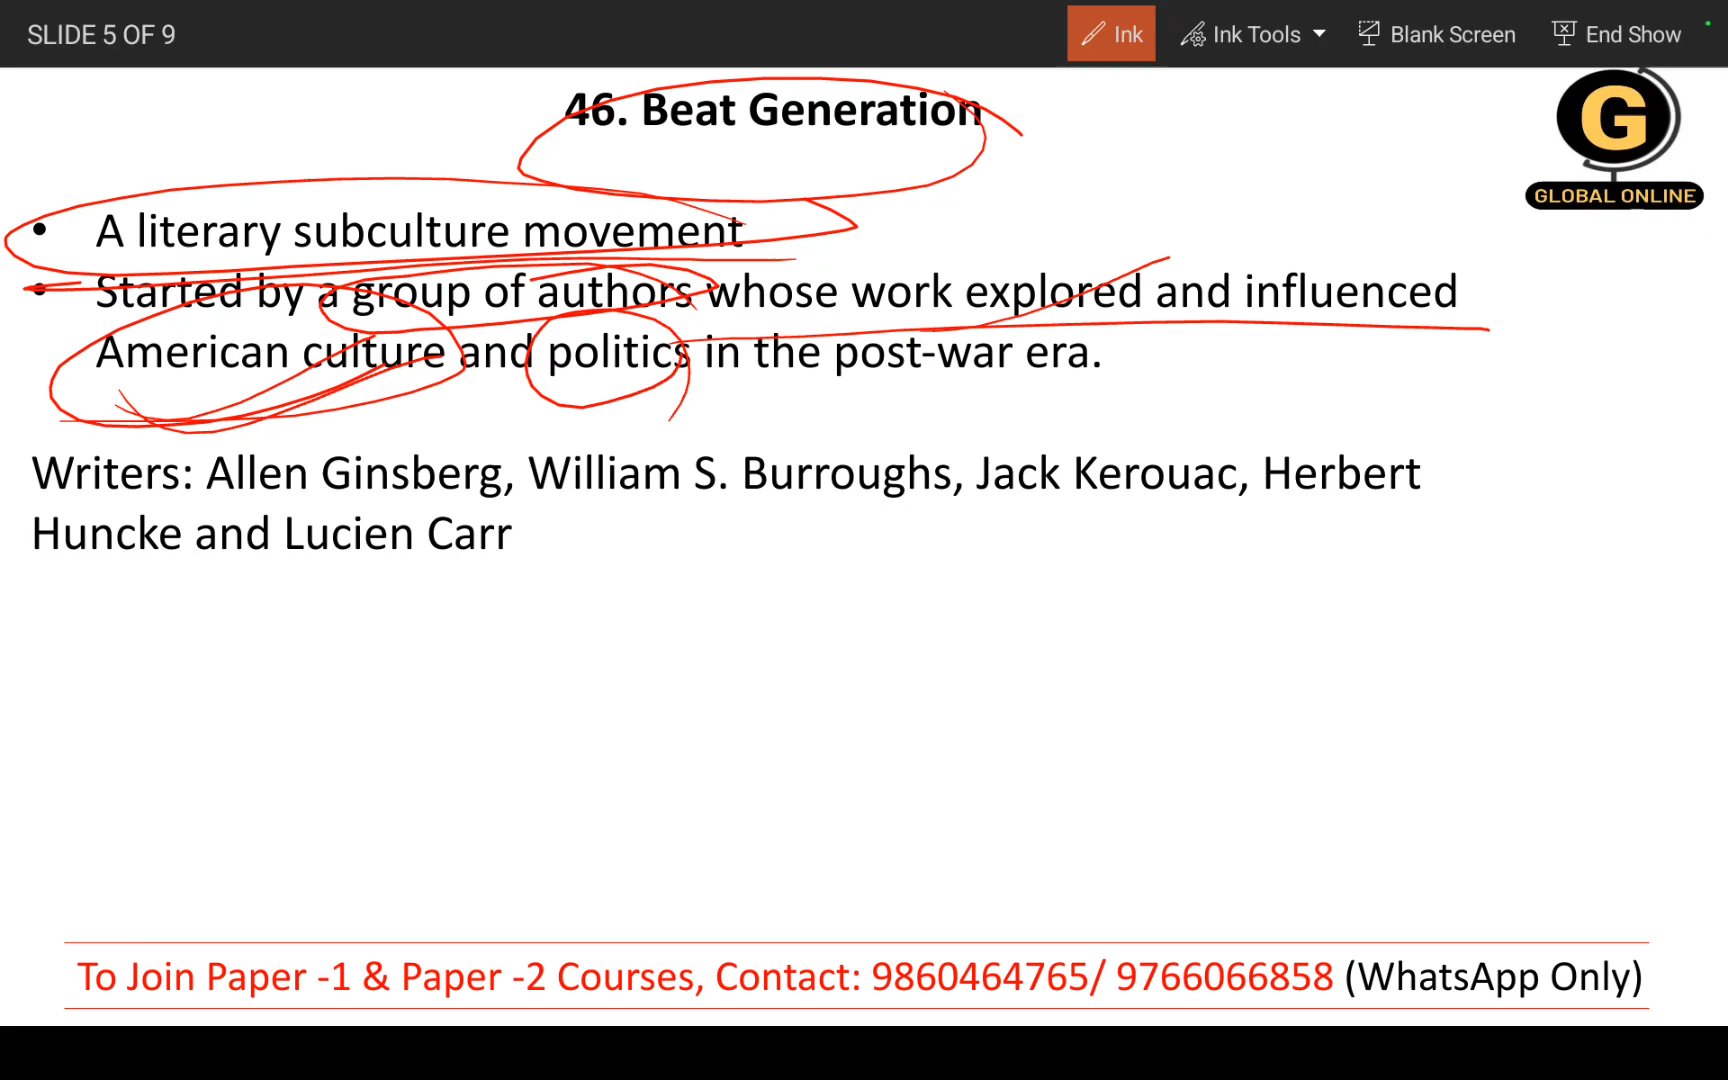 SLIDE 5 OF 9 Ink Ink Tools Blank Screen End Show
46. Beat Generation
G
GLOBAL ONLINE
• A literary subculture movement
• Started by a group of authors whose work explored and influenced
American culture and politics in the post-war era.
Writers: Allen Ginsberg, William S. Burroughs, Jack Kerouac, Herbert
Huncke and Lucien Carr
To Join Paper -1 & Paper -2 Courses, Contact: 9860464765/ 9766066858 (WhatsApp Only)